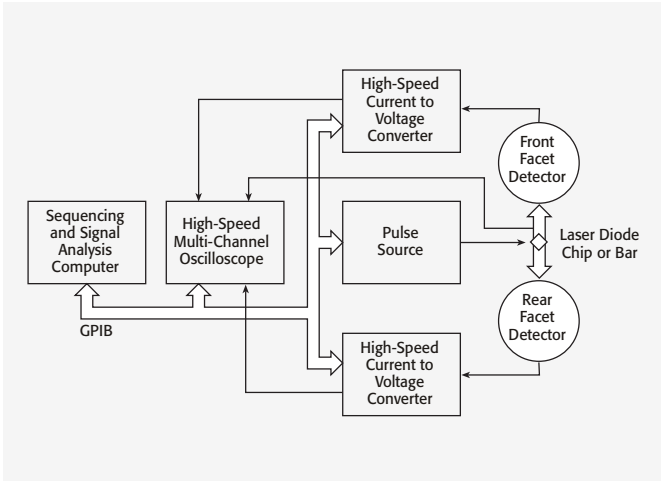 High-Speed
Current to
Voltage
Converter
Front
Facet
Detector
Sequencing
and Signal
Analysis
Computer
High-Speed
Multi-Channel
Oscilloscope
Pulse
Source
Laser Diode
Chip or Bar
Rear
Facet
Detector
GPIB
High-Speed
Current to
Voltage
Converter